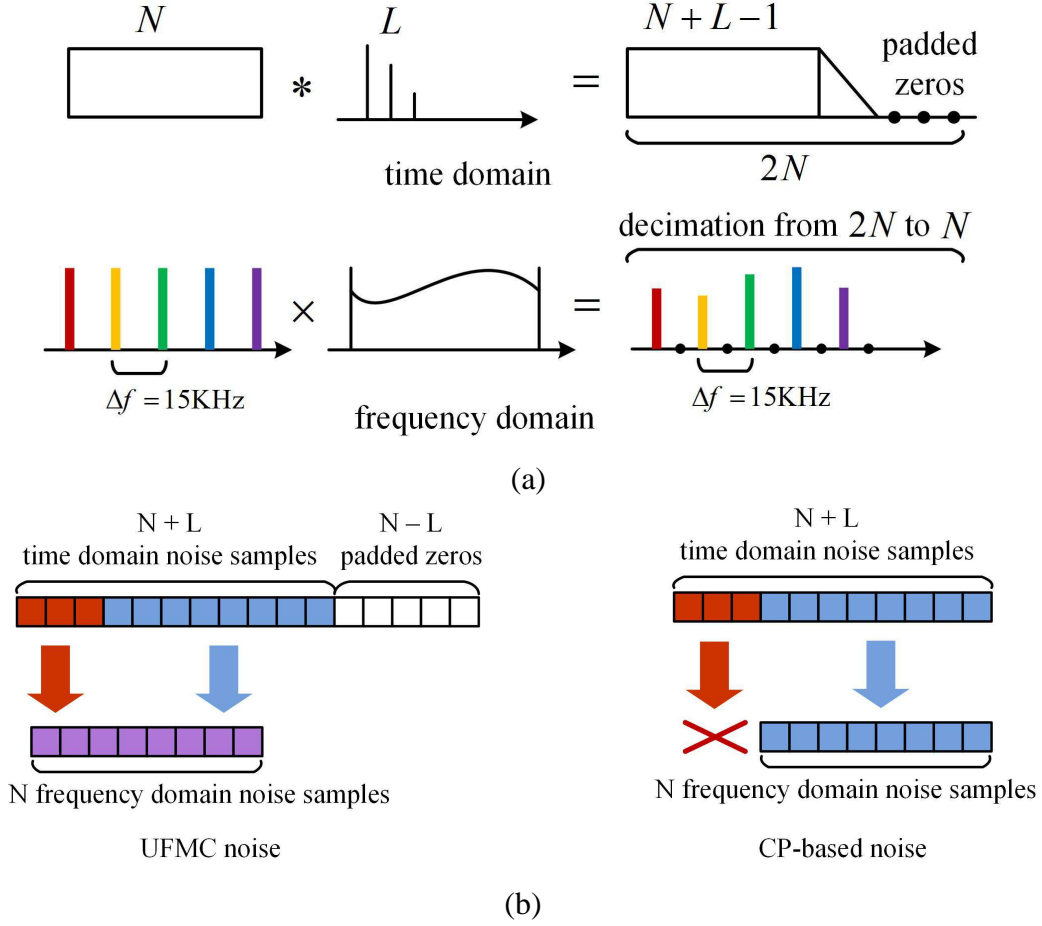 N
L
N + L − 1
padded
zeros
*
=
2N
time domain
decimation from 2N to N
×
=
Δf = 15KHz
Δf = 15KHz
frequency domain
(a)
N + L
time domain noise samples
N – L
padded zeros
N + L
time domain noise samples
N frequency domain noise samples
N frequency domain noise samples
UFMC noise
CP-based noise
(b)